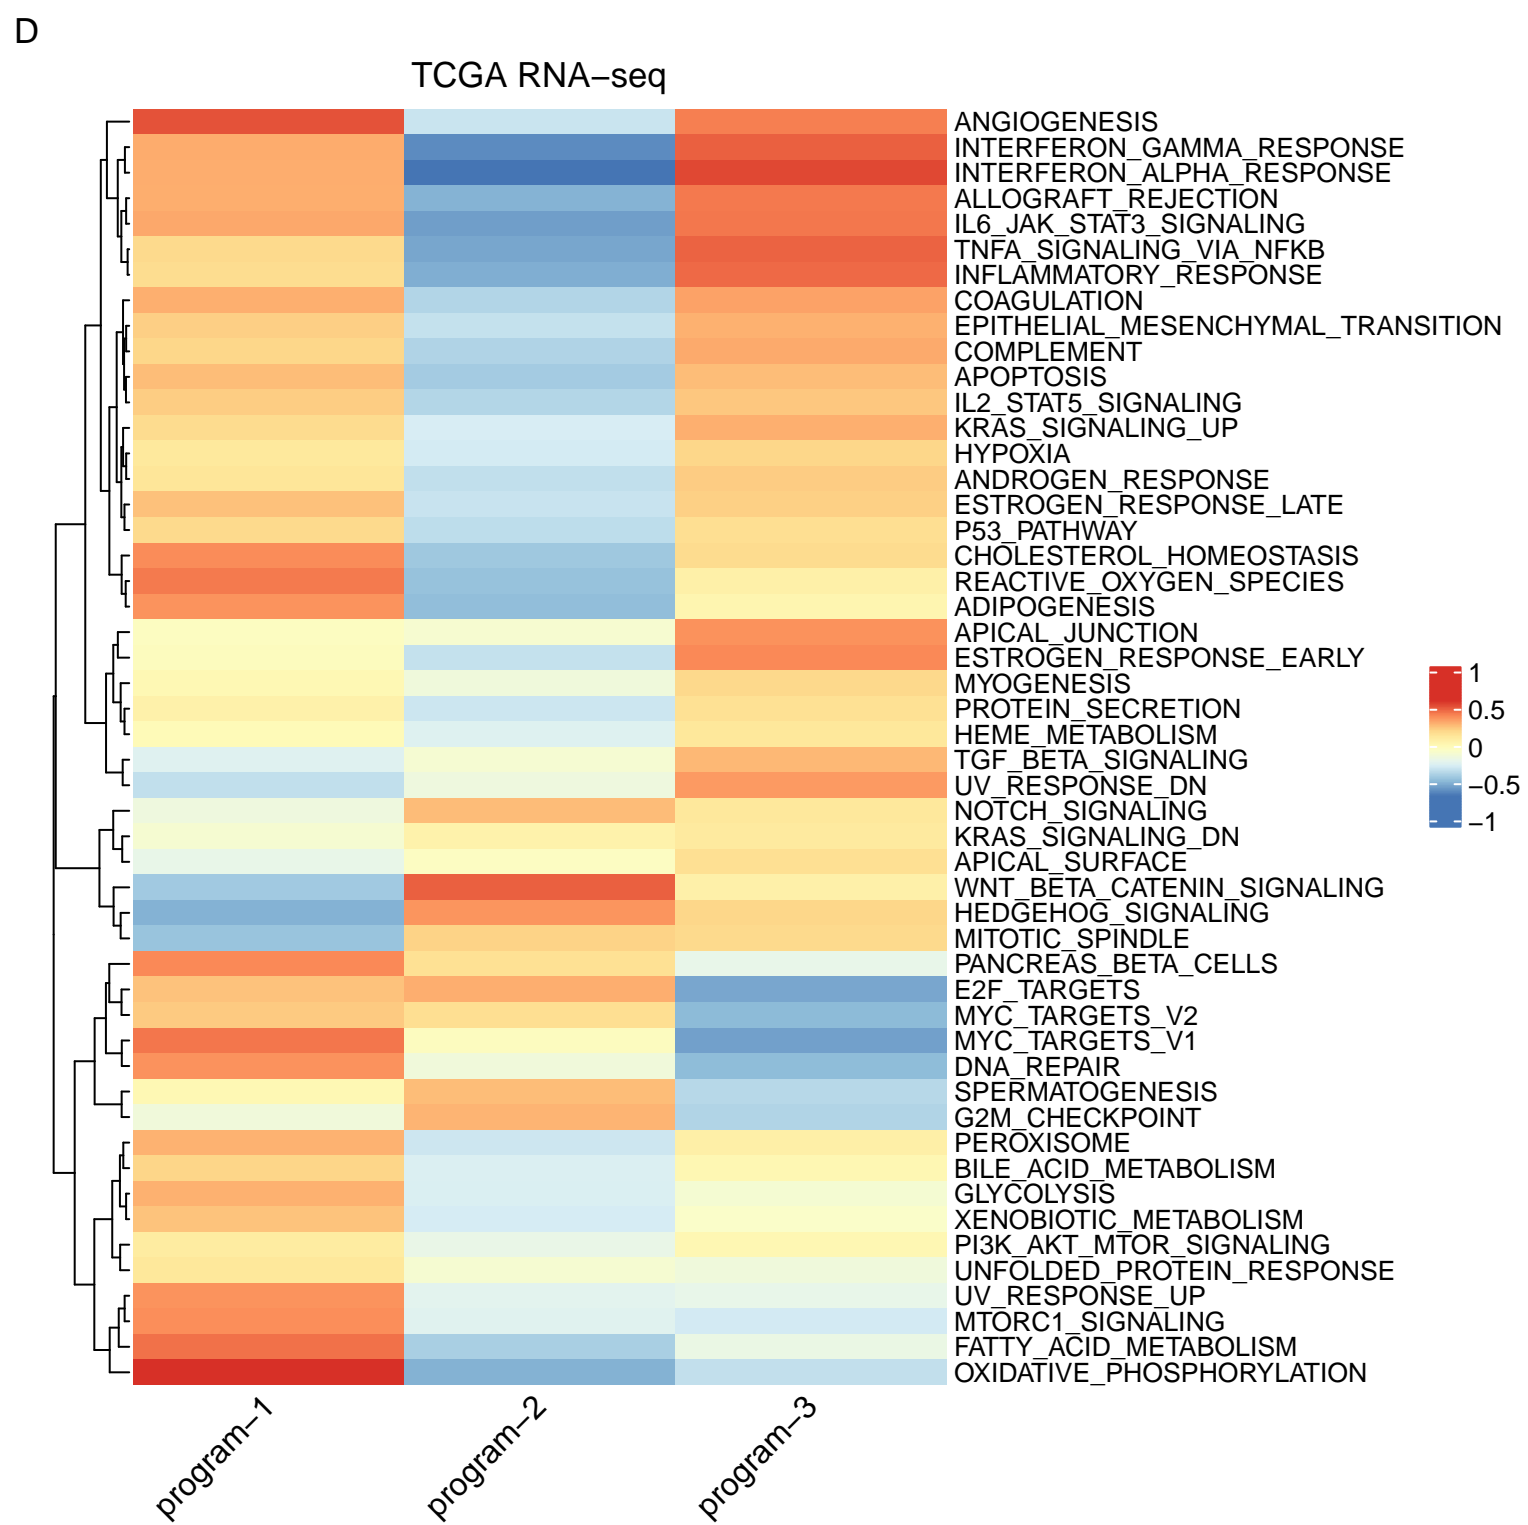 D
TCGA RNA−seq
ANGIOGENESIS
INTERFERON_GAMMA_RESPONSE
INTERFERON_ALPHA_RESPONSE
ALLOGRAFT_REJECTION
IL6_JAK_STAT3_SIGNALING
TNFA_SIGNALING_VIA_NFKB
INFLAMMATORY_RESPONSE
COAGULATION
EPITHELIAL_MESENCHYMAL_TRANSITION
COMPLEMENT
APOPTOSIS
IL2_STAT5_SIGNALING
KRAS_SIGNALING_UP
HYPOXIA
ANDROGEN_RESPONSE
ESTROGEN_RESPONSE_LATE
P53_PATHWAY
CHOLESTEROL_HOMEOSTASIS
REACTIVE_OXYGEN_SPECIES
ADIPOGENESIS
APICAL_JUNCTION
ESTROGEN_RESPONSE_EARLY
MYOGENESIS
PROTEIN_SECRETION
HEME_METABOLISM
TGF_BETA_SIGNALING
UV_RESPONSE_DN
NOTCH_SIGNALING
KRAS_SIGNALING_DN
APICAL_SURFACE
WNT_BETA_CATENIN_SIGNALING
HEDGEHOG_SIGNALING
MITOTIC_SPINDLE
PANCREAS_BETA_CELLS
E2F_TARGETS
MYC_TARGETS_V2
MYC_TARGETS_V1
DNA_REPAIR
SPERMATOGENESIS
G2M_CHECKPOINT
PEROXISOME
BILE_ACID_METABOLISM
GLYCOLYSIS
XENOBIOTIC_METABOLISM
PI3K_AKT_MTOR_SIGNALING
UNFOLDED_PROTEIN_RESPONSE
UV_RESPONSE_UP
MTORC1_SIGNALING
FATTY_ACID_METABOLISM
OXIDATIVE_PHOSPHORYLATION
1
0.5
0
−0.5
−1
program−1
program−2
program−3